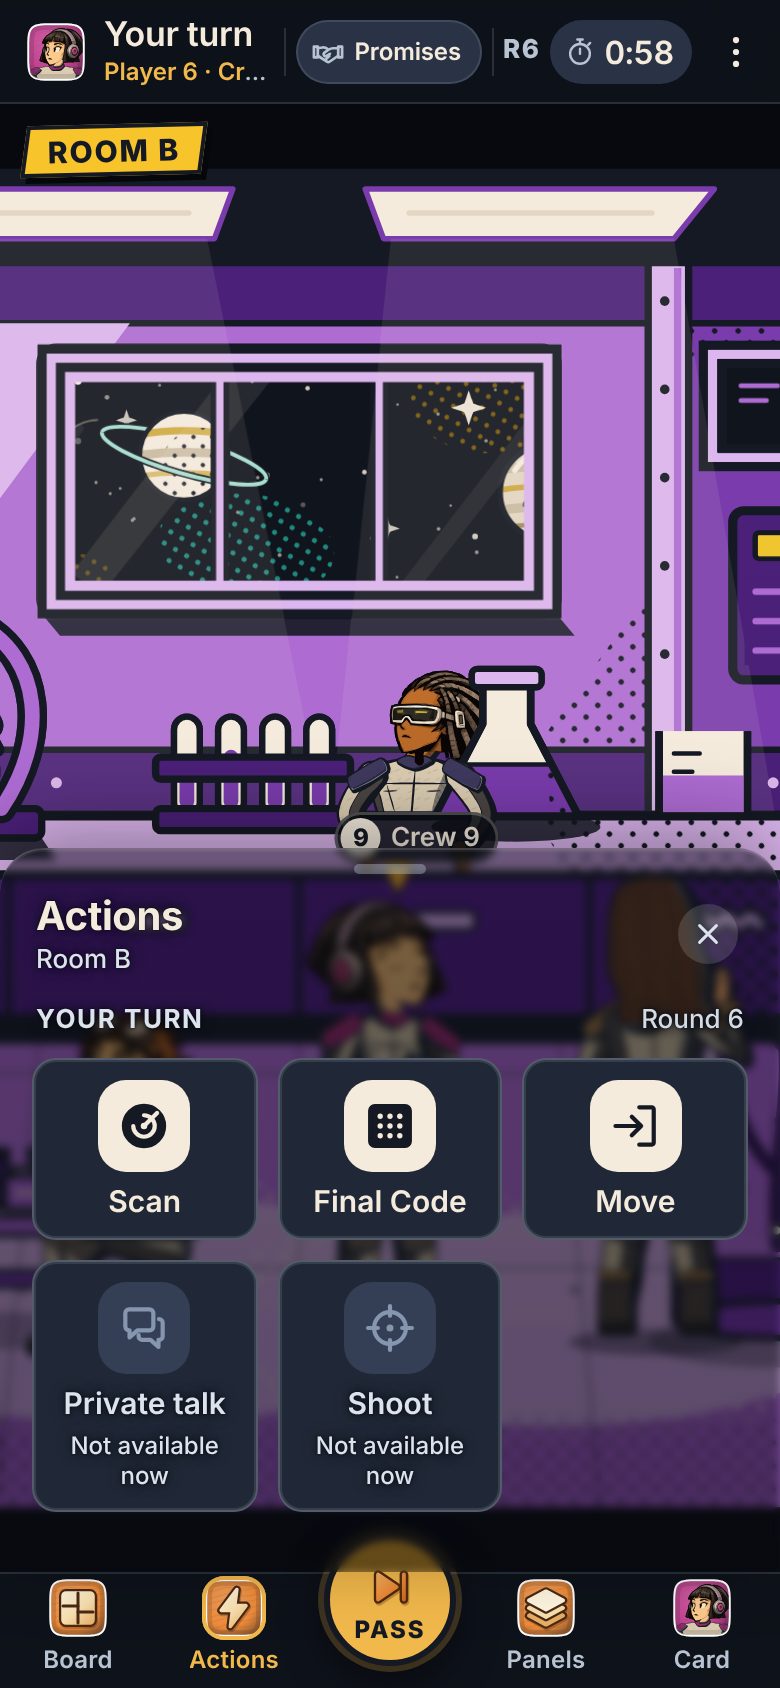 Your turn
Player 6 · Cr...
Promises
R6
0:58
ROOM B
9 Crew 9
Actions
Room B
YOUR TURN
Round 6
Scan
Final Code
Move
Private talk
Not available
now
Shoot
Not available
now
PASS
Board
Actions
Panels
Card